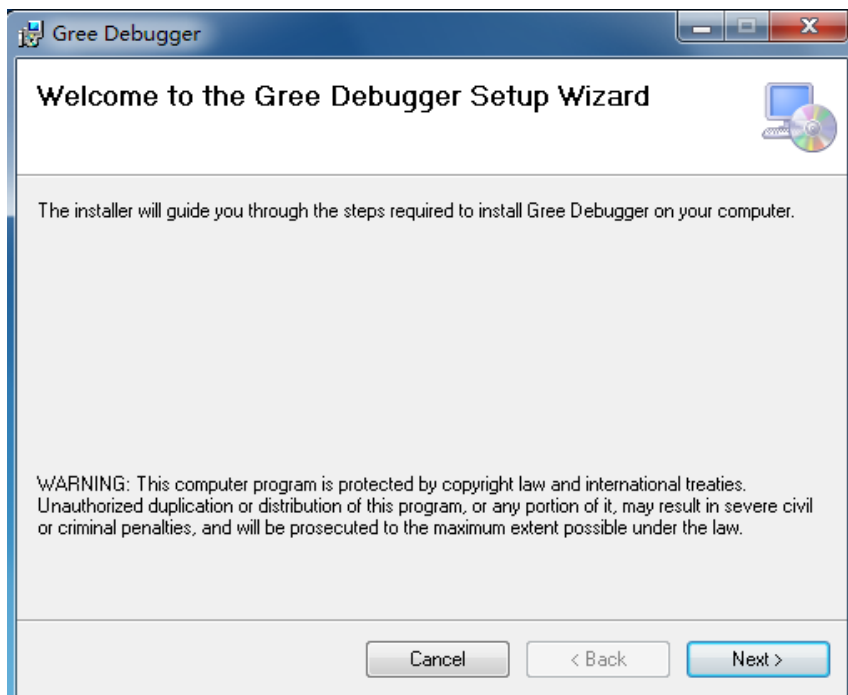 Gree Debugger
Welcome to the Gree Debugger Setup Wizard
The installer will guide you through the steps required to install Gree Debugger on your computer.
WARNING: This computer program is protected by copyright law and international treaties.
Unauthorized duplication or distribution of this program, or any portion of it, may result in severe civil
or criminal penalties, and will be prosecuted to the maximum extent possible under the law.
Cancel < Back Next >